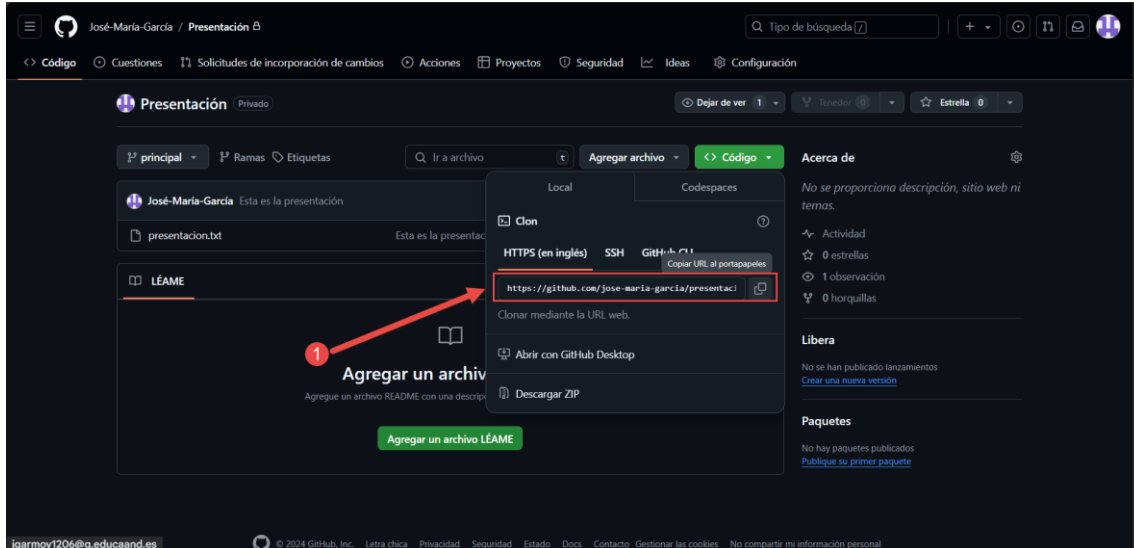 José-María-García / Presentación
Tipo de búsqueda /
Código Cuestiones Solicitudes de incorporación de cambios Acciones Proyectos Seguridad Ideas Configuración
Presentación Privado
Dejar de ver 1
Tenedor 0
Estrella 0
principal
Ramas
Etiquetas
Ir a archivo t
Agregar archivo
<> Código
José-María-García Esta es la presentación
presentacion.txt Esta es la presentac
LÉAME
1
Agregar un archiv
Agregue un archivo README con una descrip
Agregar un archivo LÉAME
Local Codespaces
Clon
HTTPS (en inglés) SSH GitHub CLI
Copiar URL al portapapeles
https://github.com/jose-maria-garcia/presentaci
Clonar mediante la URL web.
Abrir con GitHub Desktop
Descargar ZIP
Acerca de
No se proporciona descripción, sitio web ni
temas.
Actividad
0 estrellas
1 observación
0 horquillas
Libera
No se han publicado lanzamientos
Crear una nueva versión
Paquetes
No hay paquetes publicados
Publique su primer paquete
jgarmov1206@g.educaand.es
© 2024 GitHub, Inc. Letra chica Privacidad Seguridad Estado Docs Contacto Gestionar las cookies No compartir mi información personal